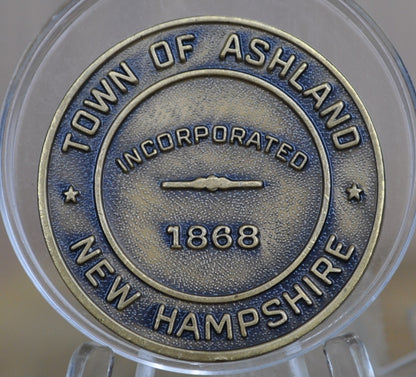 TOWN OF ASHLAND
INCORPORATED
1868
NEW HAMPSHIRE